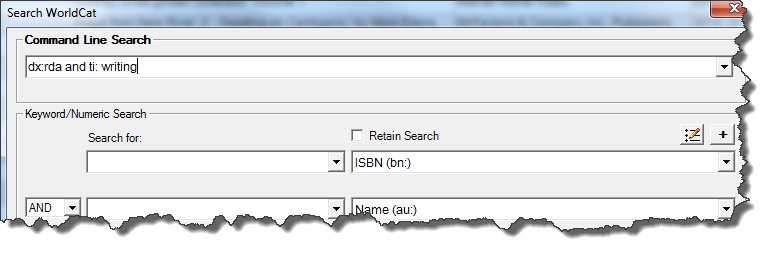 Search WorldCat
Command Line Search
dx:rda and ti: writing
Keyword/Numeric Search
Search for:
Retain Search
ISBN (bn:)
AND
Name (au:)